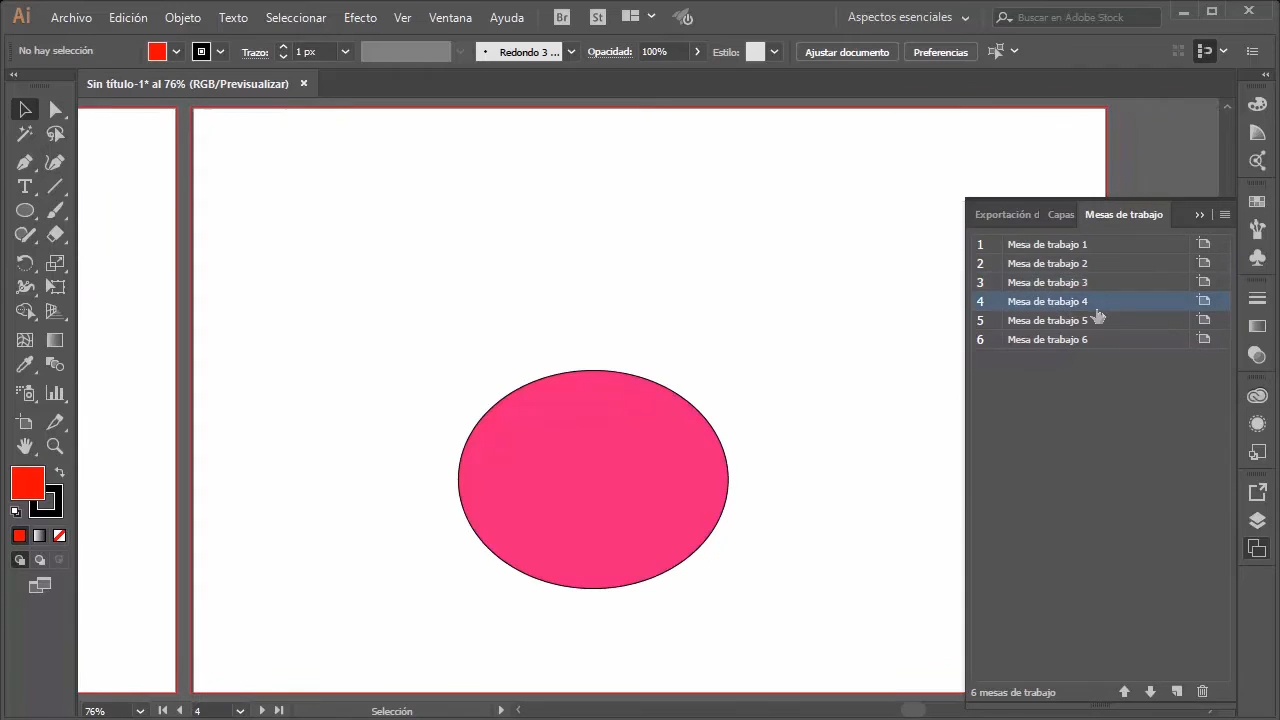 Ai Archivo Edición Objeto Texto Seleccionar Efecto Ver Ventana Ayuda Br St Aspectos esenciales Buscar en Adobe Stock
No hay selección Trazo: 1 px Redondo 3 ... Opacidad: 100% Estilo: Ajustar documento Preferencias
Sin título-1* al 76% (RGB/Previsualizar)
Exportación d Capas Mesas de trabajo
1 Mesa de trabajo 1
2 Mesa de trabajo 2
3 Mesa de trabajo 3
4 Mesa de trabajo 4
5 Mesa de trabajo 5
6 Mesa de trabajo 6
6 mesas de trabajo
76% 4 Selección